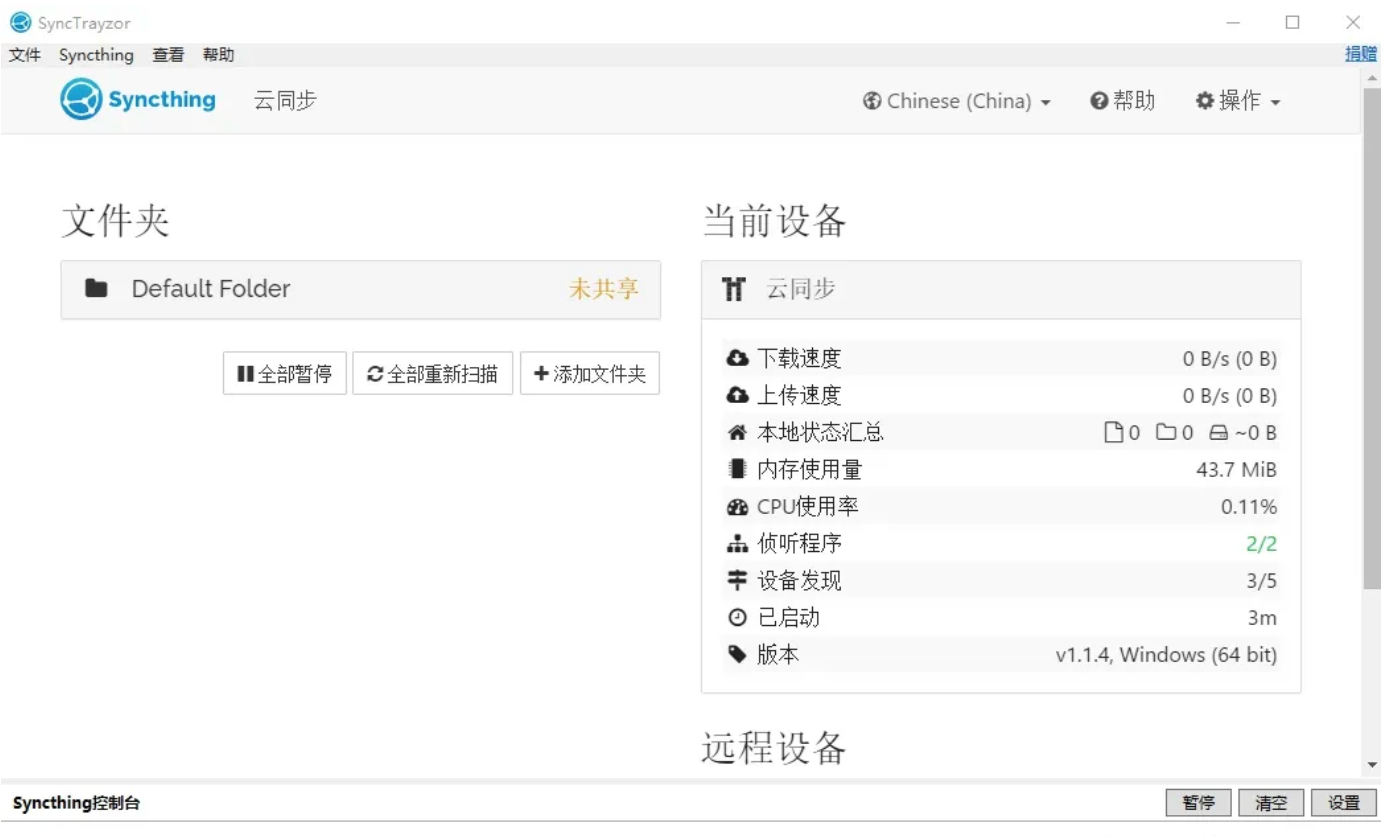 SyncTrayzor
文件 Syncthing 查看 帮助 捐赠
Syncthing 云同步 Chinese (China) 帮助 操作
文件夹
Default Folder 未共享
全部暂停 全部重新扫描 添加文件夹
当前设备
云同步
下载速度 0 B/s (0 B)
上传速度 0 B/s (0 B)
本地状态汇总 0 0 ~0 B
内存使用量 43.7 MiB
CPU使用率 0.11%
侦听程序 2/2
设备发现 3/5
已启动 3m
版本 v1.1.4, Windows (64 bit)
远程设备
Syncthing控制台 暂停 清空 设置